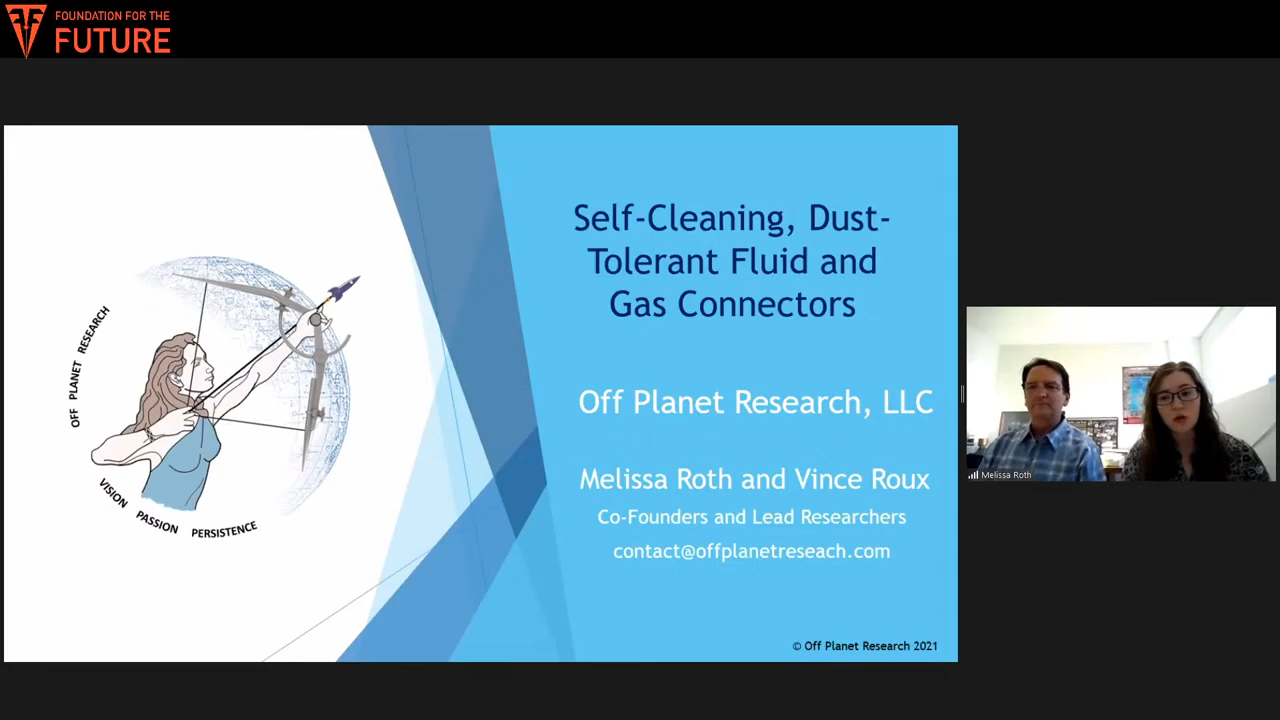 FOUNDATION FOR THE
FUTURE
Self-Cleaning, Dust-
Tolerant Fluid and
Gas Connectors
OFF PLANET RESEARCH
VISION PASSION PERSISTENCE
Off Planet Research, LLC
Melissa Roth and Vince Roux
Co-Founders and Lead Researchers
contact@offplanetreseach.com
© Off Planet Research 2021
Melissa Roth